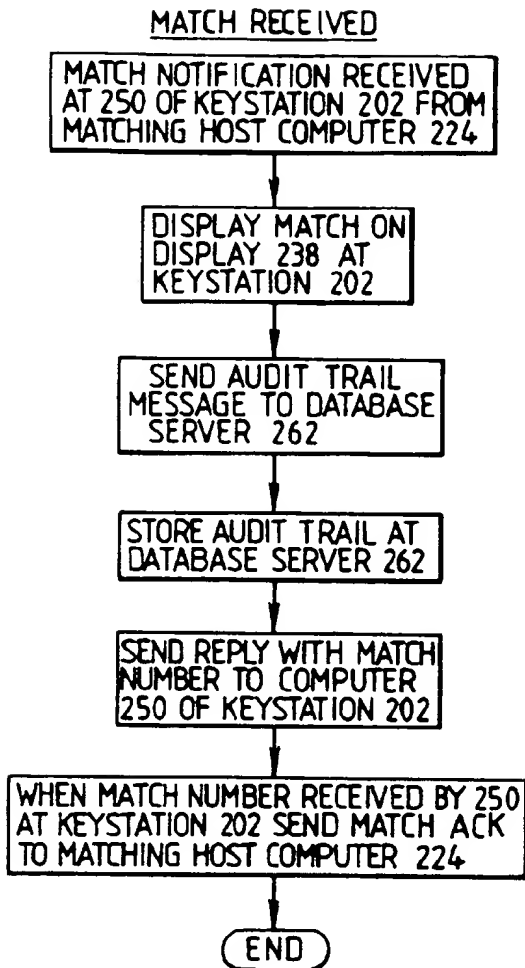 MATCH RECEIVED
MATCH NOTIFICATION RECEIVED
AT 250 OF KEYSTATION 202 FROM
MATCHING HOST COMPUTER 224
DISPLAY MATCH ON
DISPLAY 238 AT
KEYSTATION 202
SEND AUDIT TRAIL
MESSAGE TO DATABASE
SERVER 262
STORE AUDIT TRAIL AT
DATABASE SERVER 262
SEND REPLY WITH MATCH
NUMBER TO COMPUTER
250 OF KEYSTATION 202
WHEN MATCH NUMBER RECEIVED BY 250
AT KEYSTATION 202 SEND MATCH ACK
TO MATCHING HOST COMPUTER 224
END